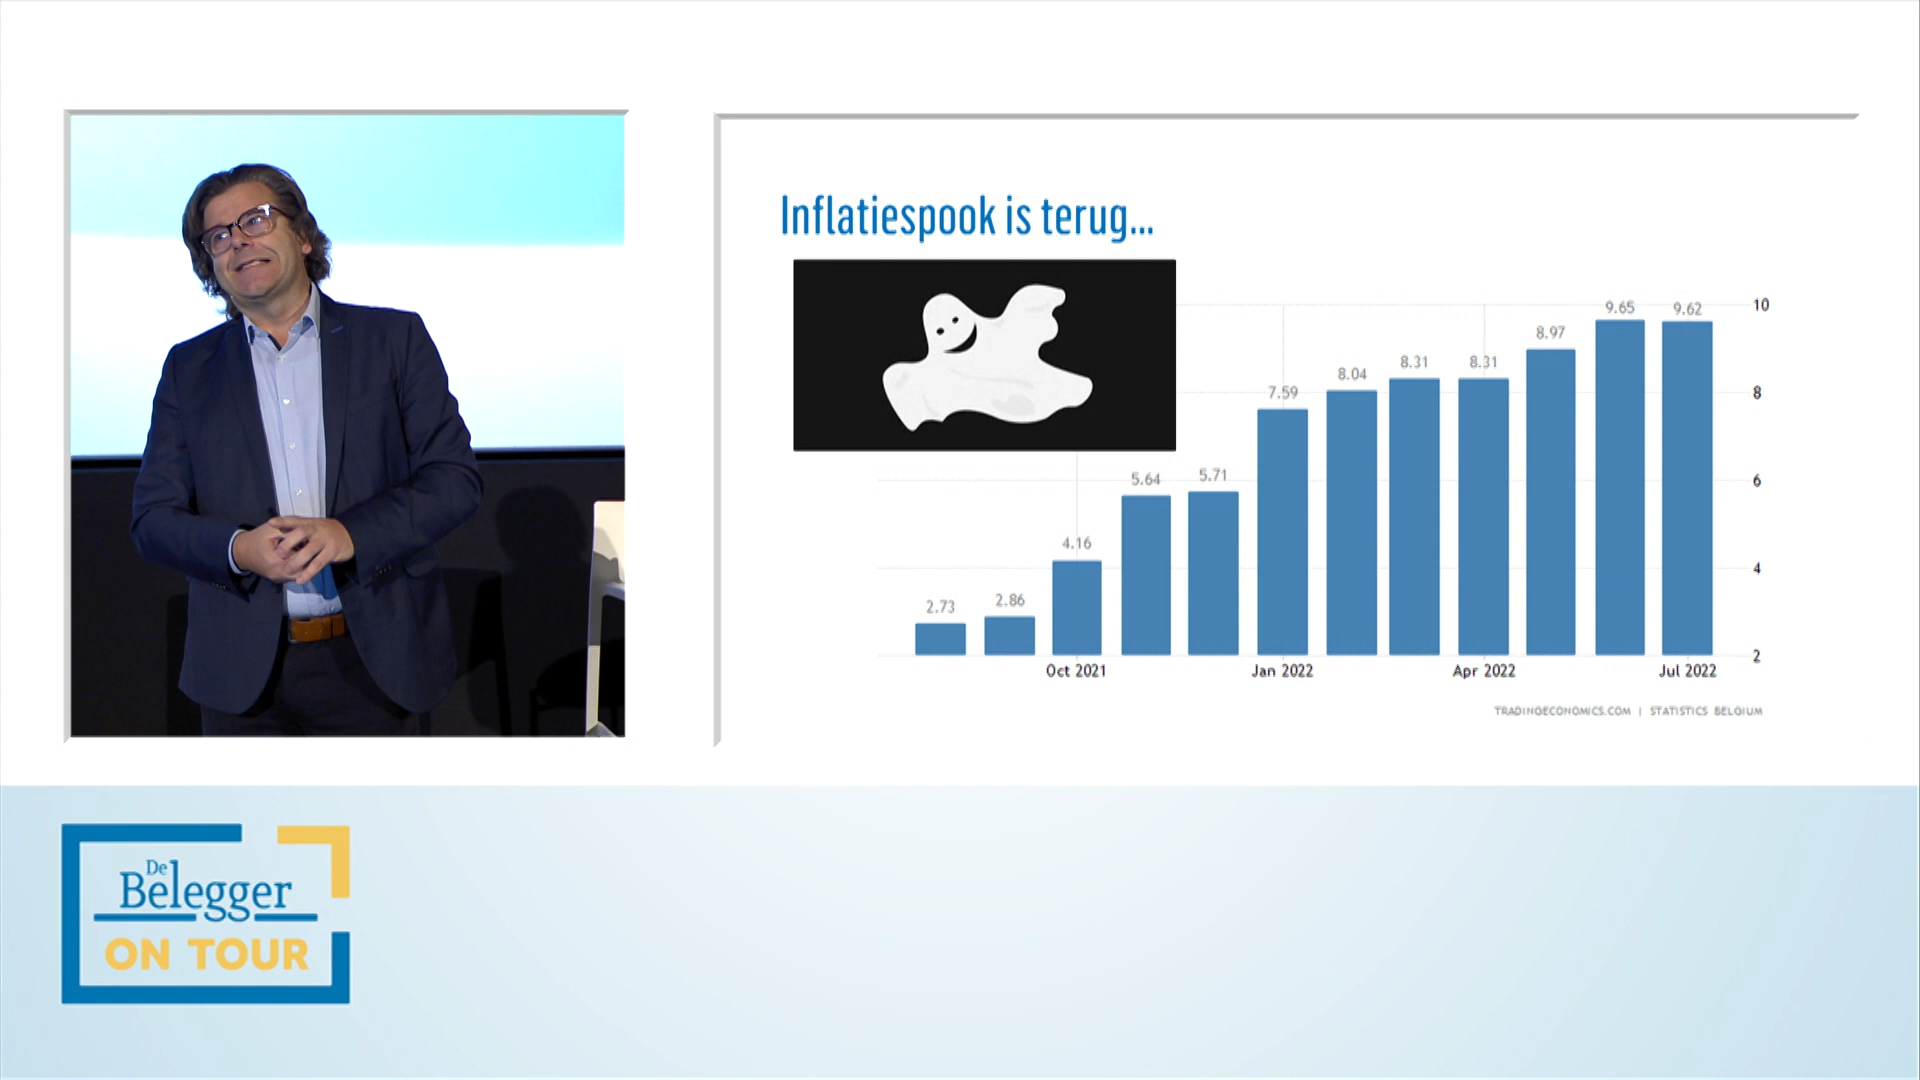 Inflatiespook is terug...
10
8
6
4
2
2.73
2.86
4.16
5.64
5.71
7.59
8.04
8.31
8.31
8.97
9.65
9.62
Oct 2021
Jan 2022
Apr 2022
Jul 2022
TRADINGECONOMICS.COM | STATISTICS BELGIUM
De
Belegger
ON TOUR